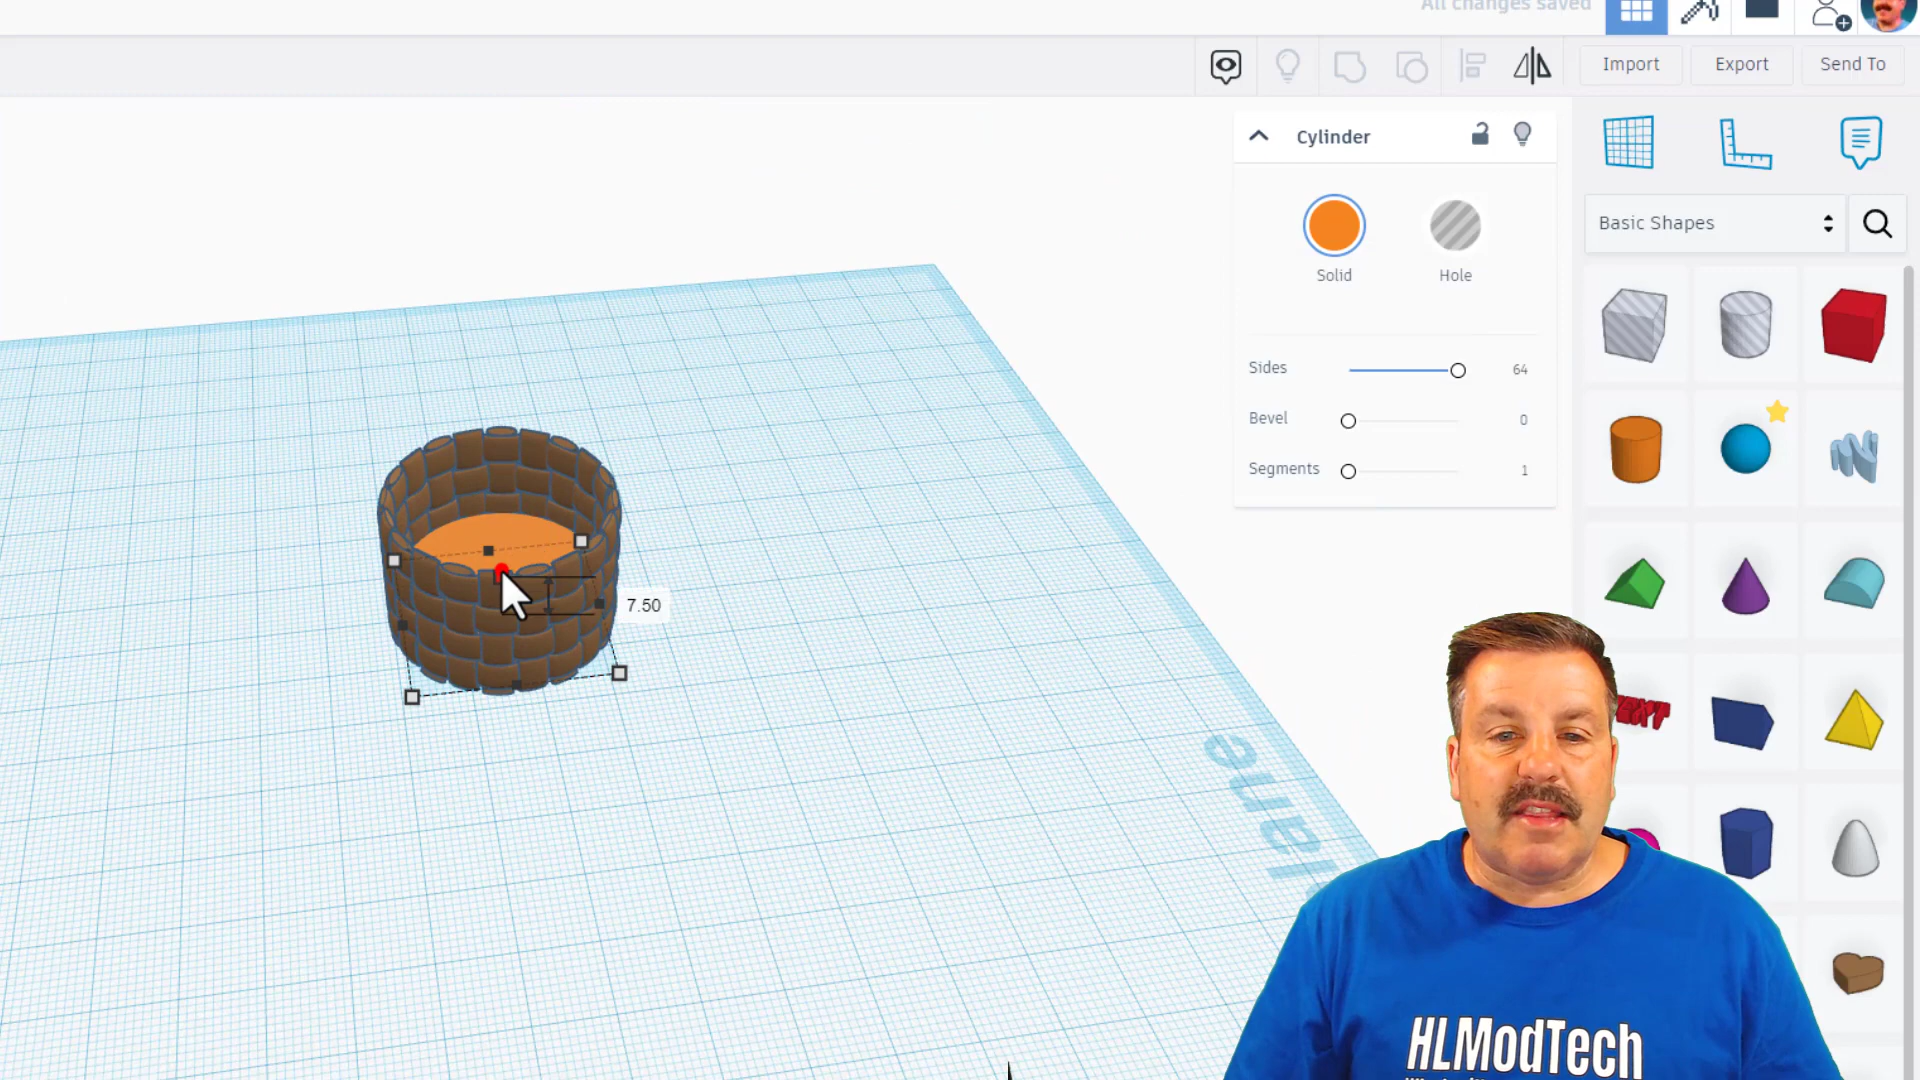 All changes saved
Import
Export
Send To
Cylinder
Solid
Hole
Basic Shapes
Sides 64
Bevel 0
Segments 1
7.50
HLModTech